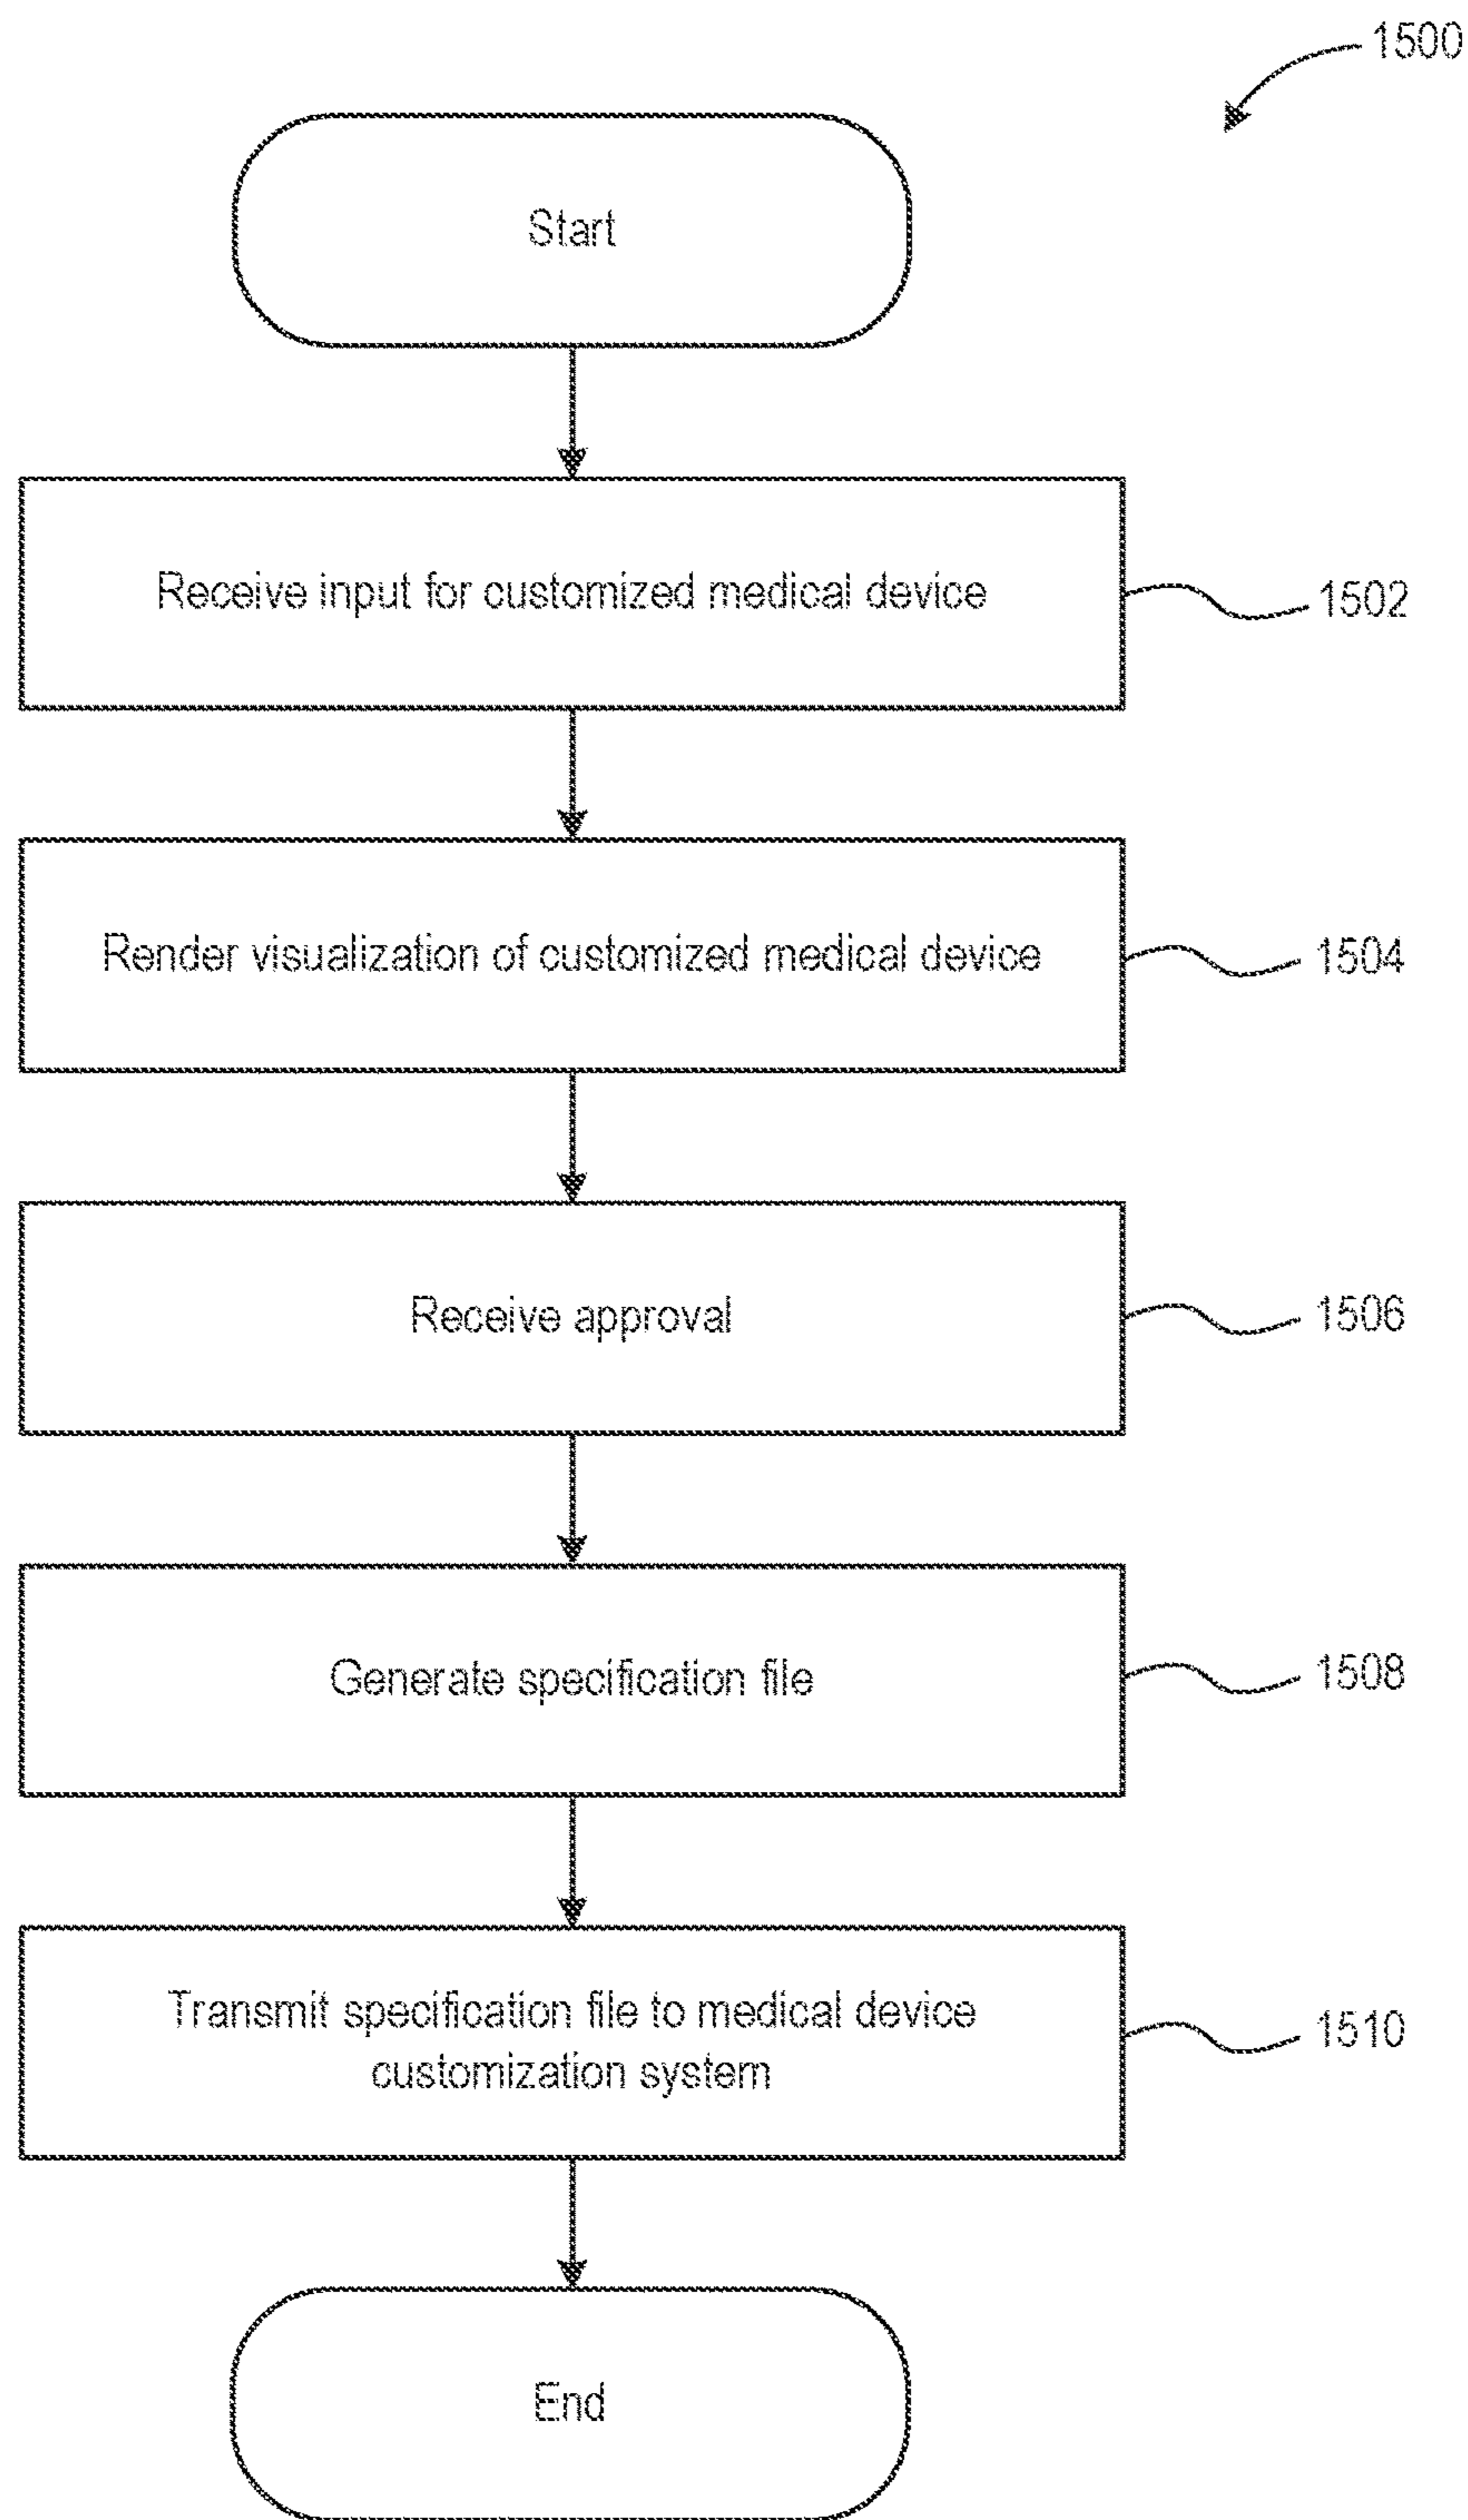 1500
Start
Receive input for customized medical device
1502
Render visualization of customized medical device
1504
Receive approval
1506
Generate specification file
1508
Transmit specification file to medical device
customization system
1510
End